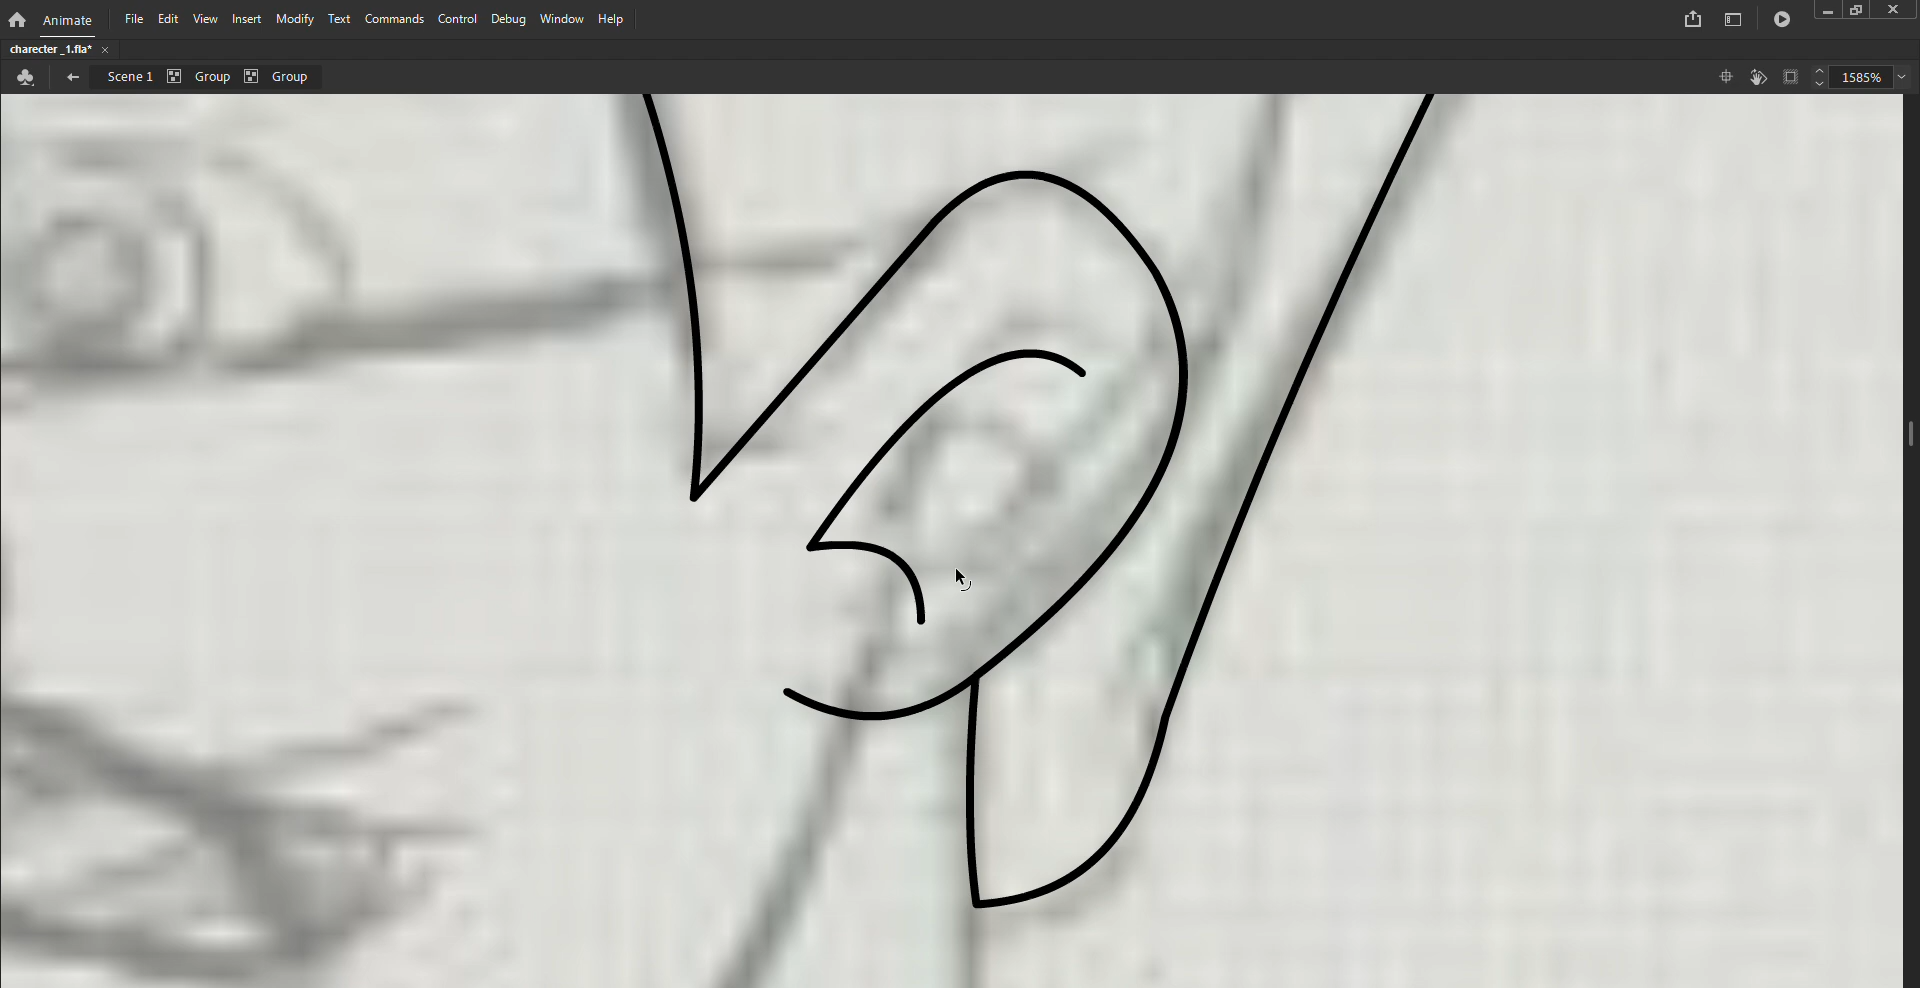 Animate File Edit View Insert Modify Text Commands Control Debug Window Help
charecter _1.fla*
Scene 1 Group Group 1585%